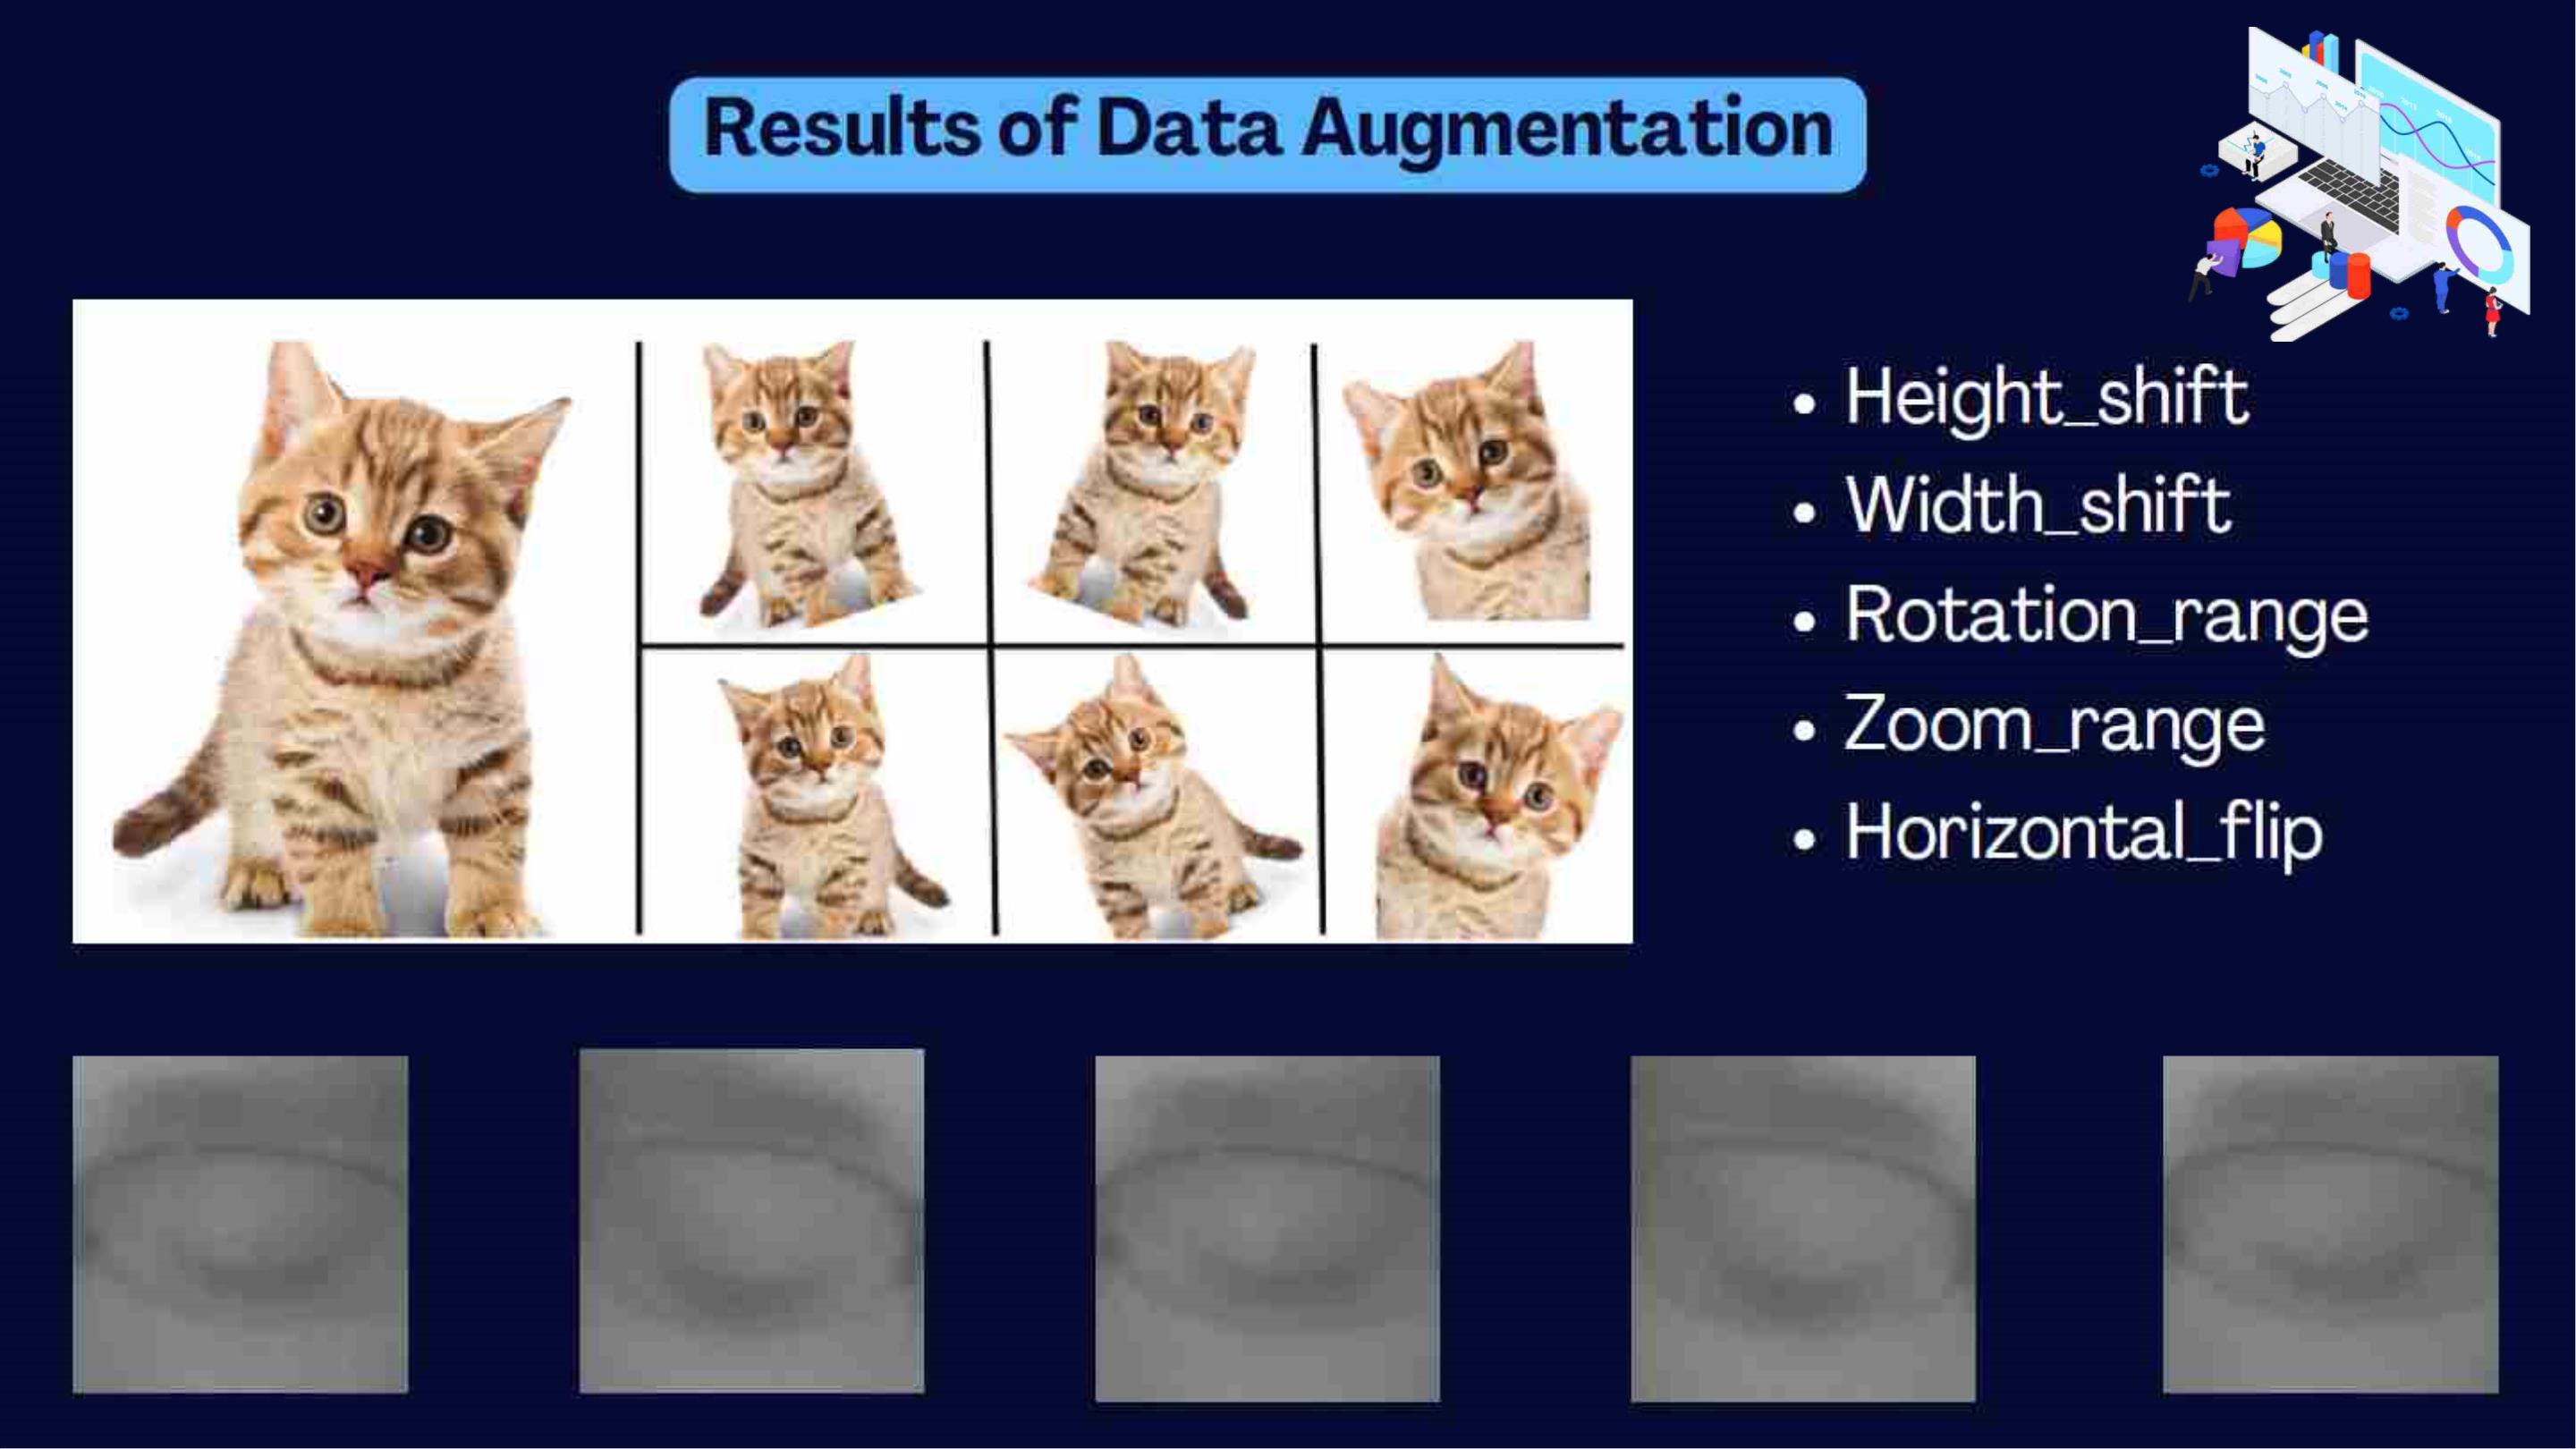 Results of Data Augmentation
Height_shift
Width_shift
Rotation_range
Zoom_range
Horizontal_flip